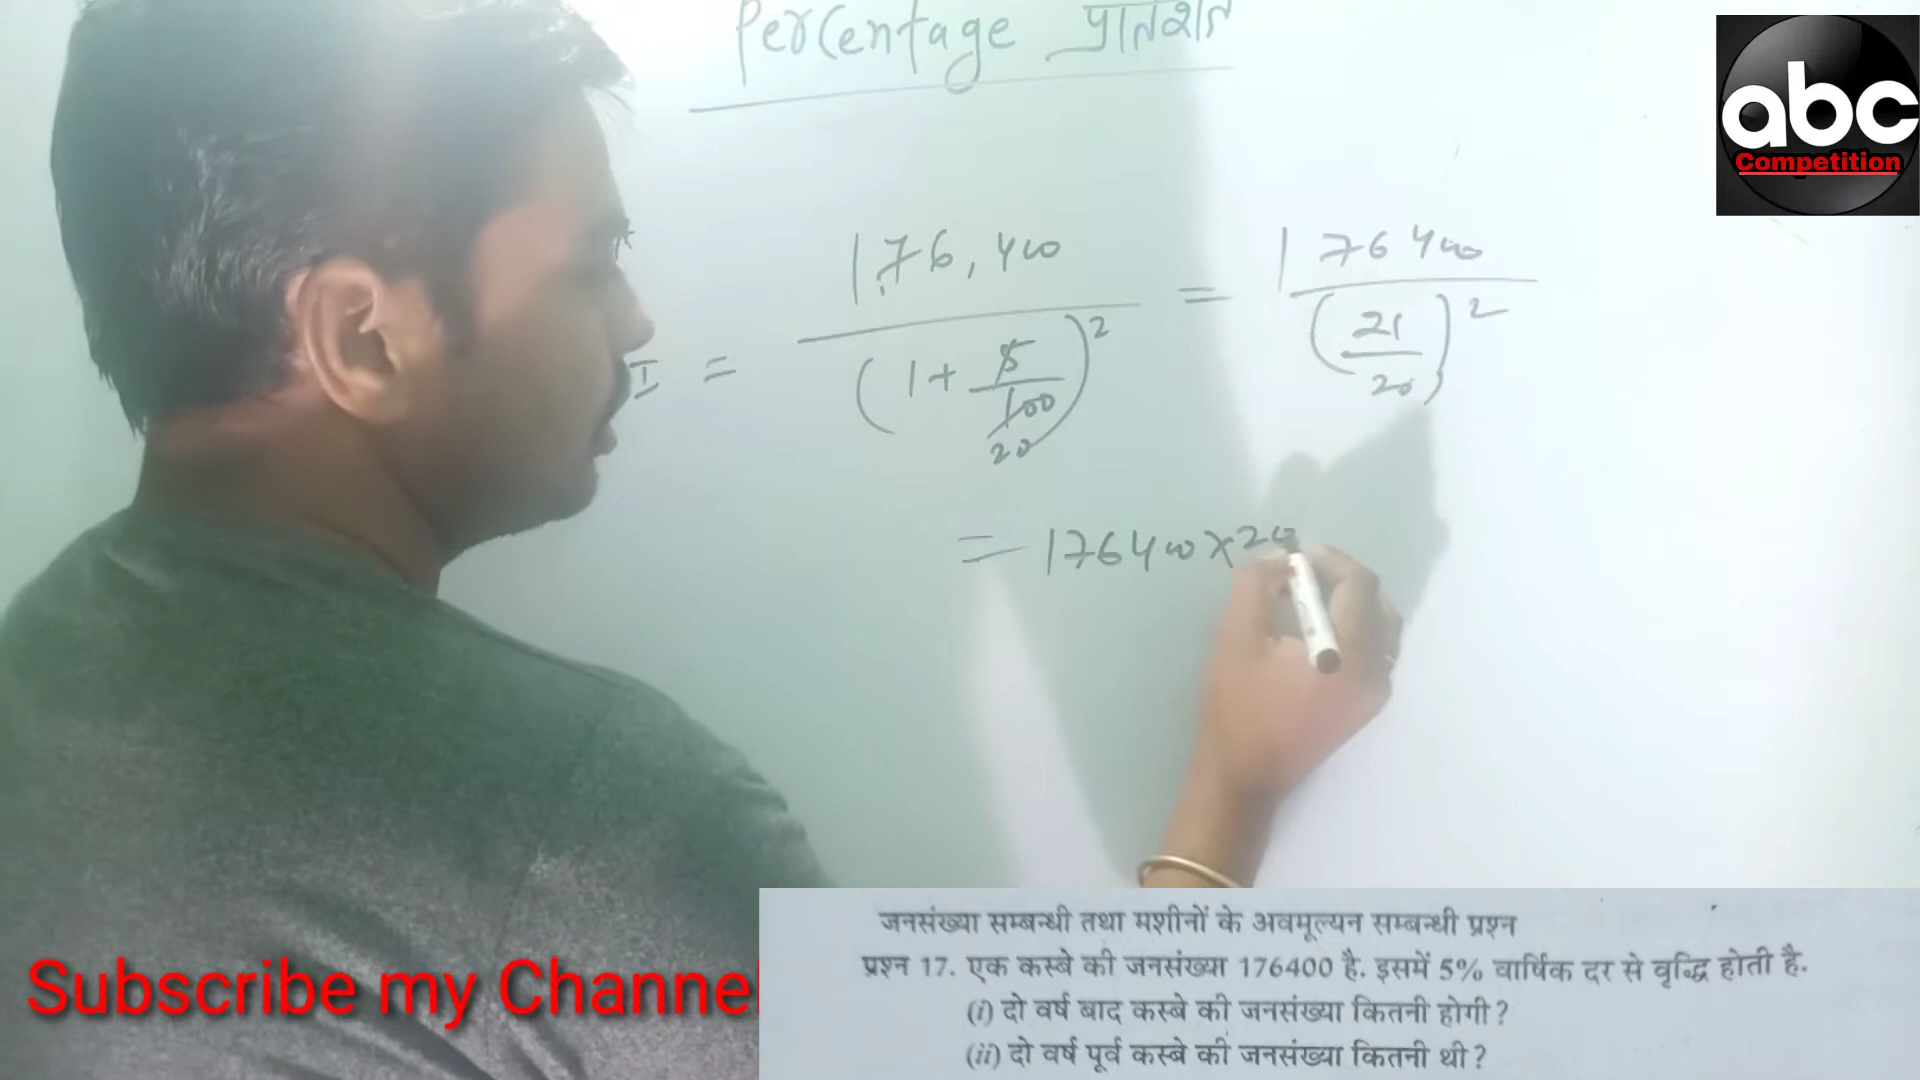 Percentage प्रतिशत
abc
Competition
I = 176,400 / (1 + 5/100)² = 176400 / (21/20)²
20
= 176400 × 20
जनसंख्या सम्बन्धी तथा मशीनों के अवमूल्यन सम्बन्धी प्रश्न
प्रश्न 17. एक कस्बे की जनसंख्या 176400 है. इसमें 5% वार्षिक दर से वृद्धि होती है.
(i) दो वर्ष बाद कस्बे की जनसंख्या कितनी होगी ?
(ii) दो वर्ष पूर्व कस्बे की जनसंख्या कितनी थी ?
Subscribe my Channel